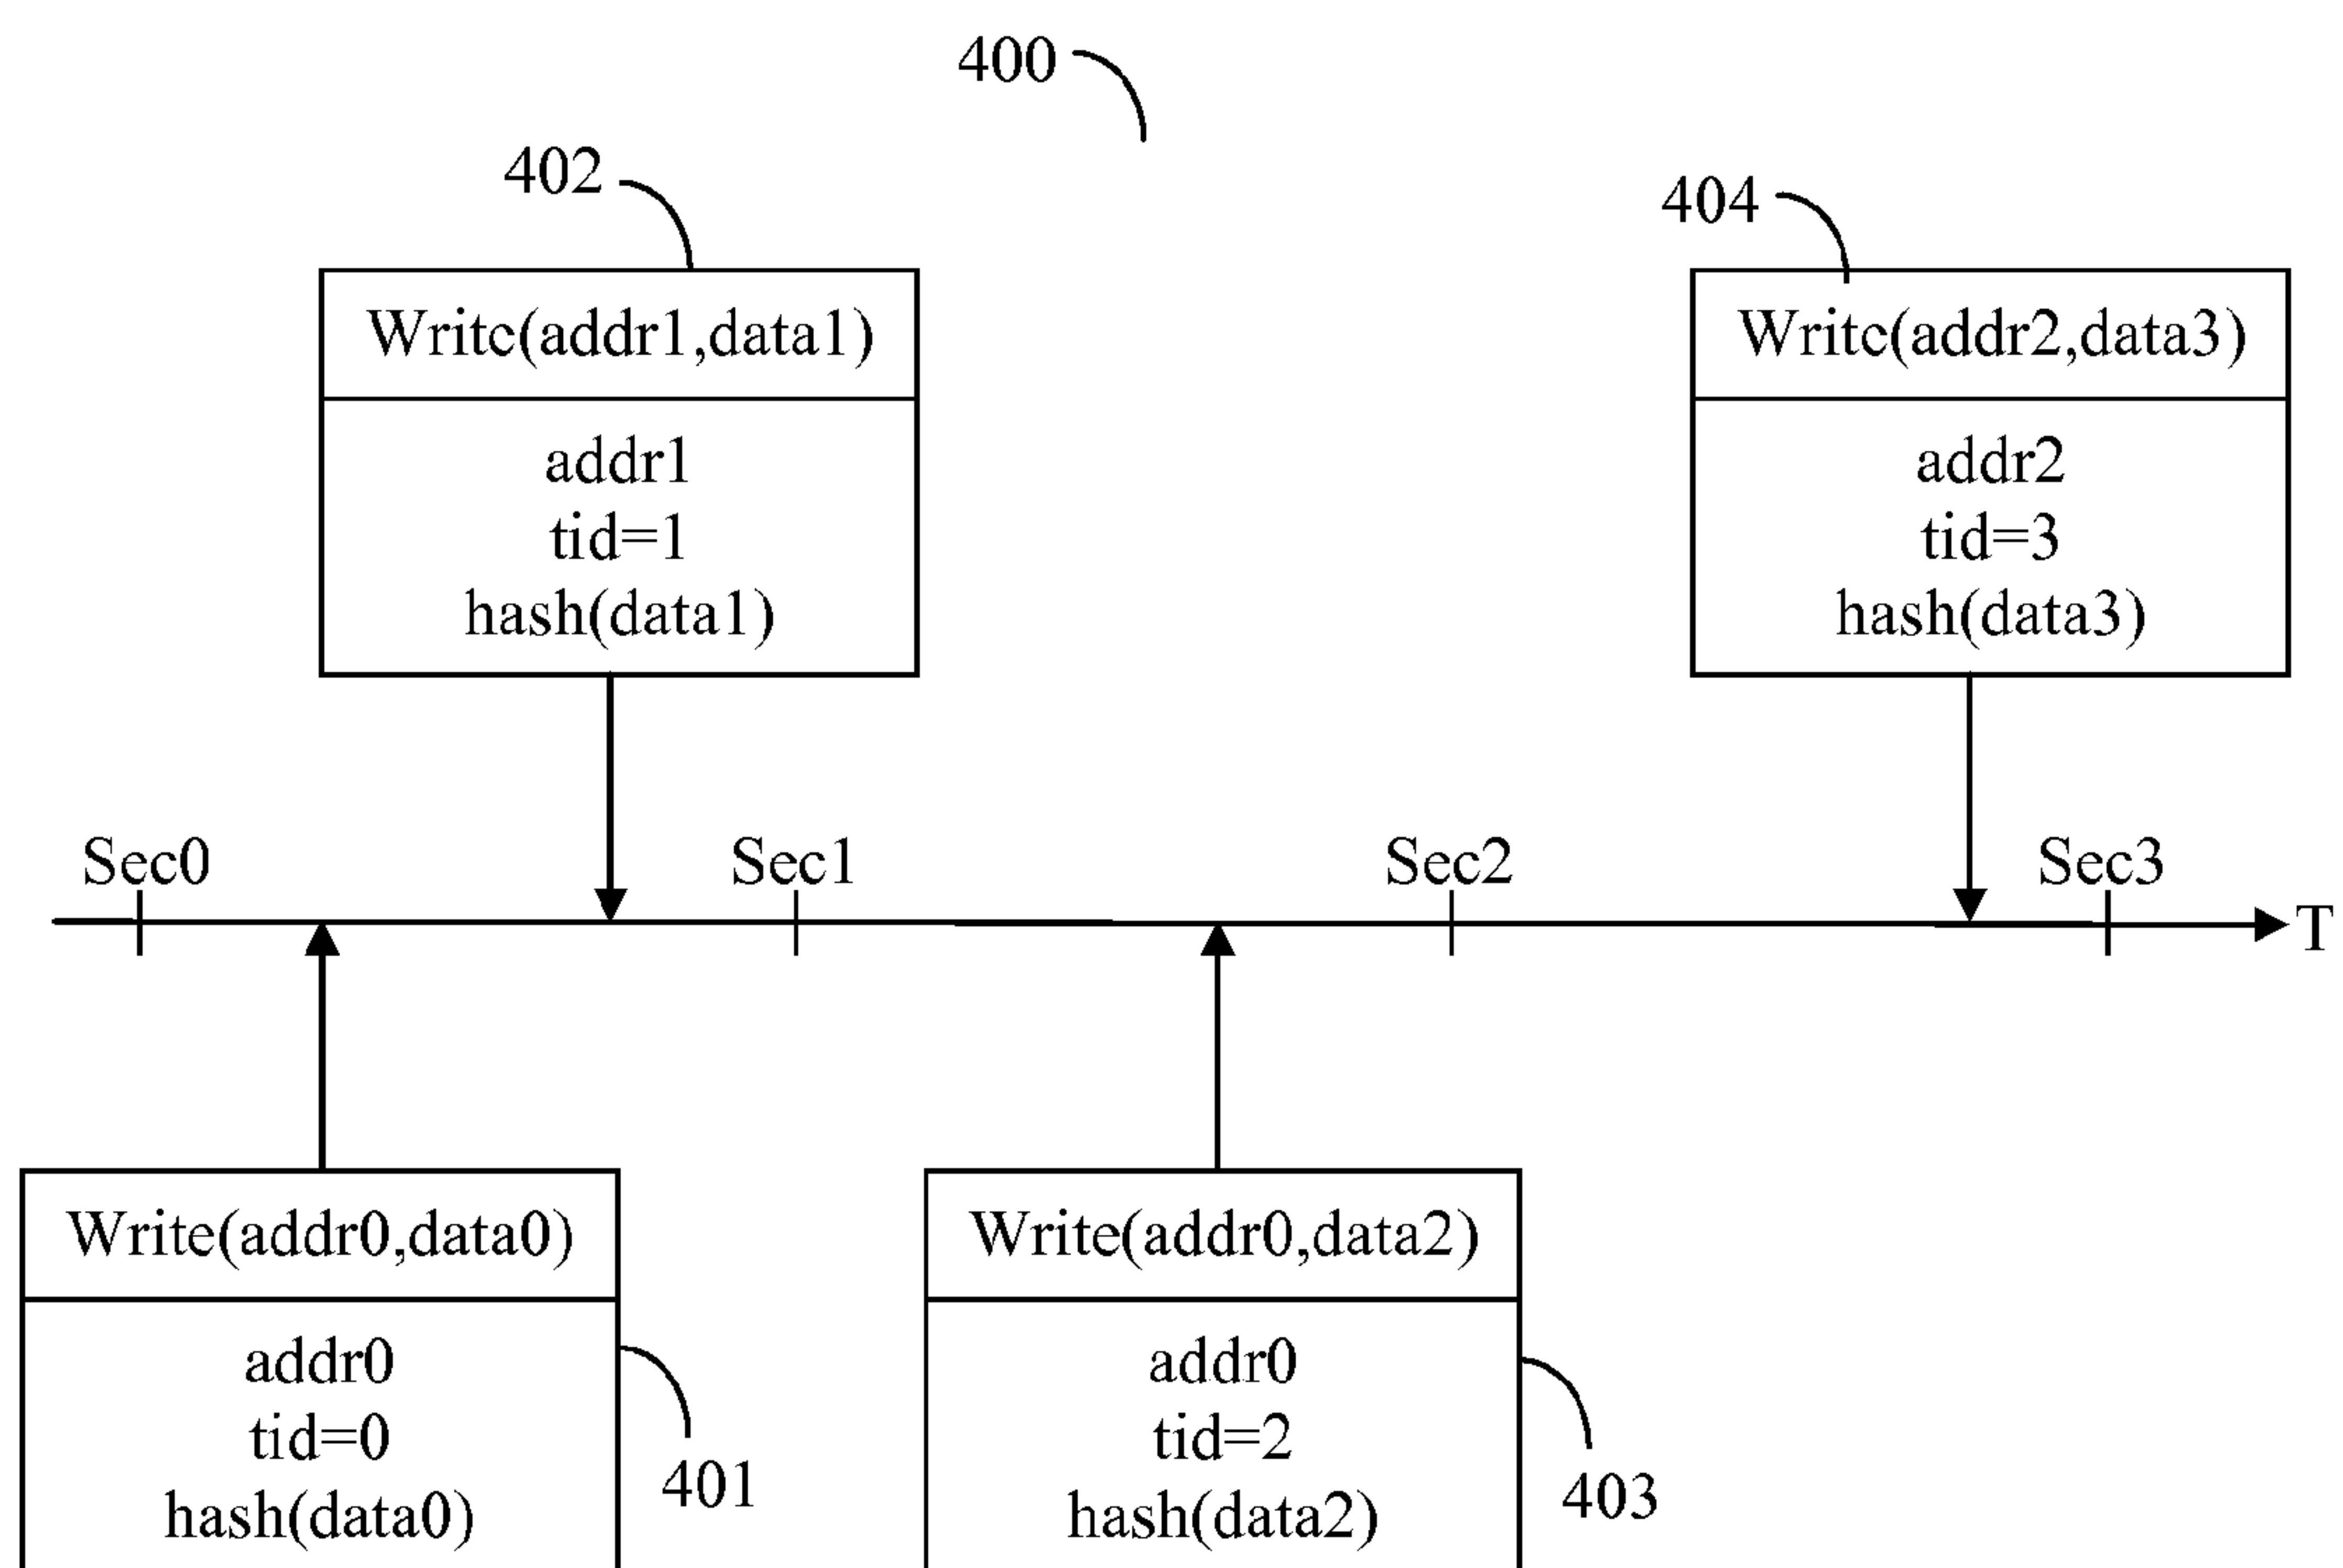 400
402
404
Write(addr1,data1)
addr1
tid=1
hash(data1)
Write(addr2,data3)
addr2
tid=3
hash(data3)
Sec0
Sec1
Sec2
Sec3
T
Write(addr0,data0)
addr0
tid=0
hash(data0)
401
Write(addr0,data2)
addr0
tid=2
hash(data2)
403